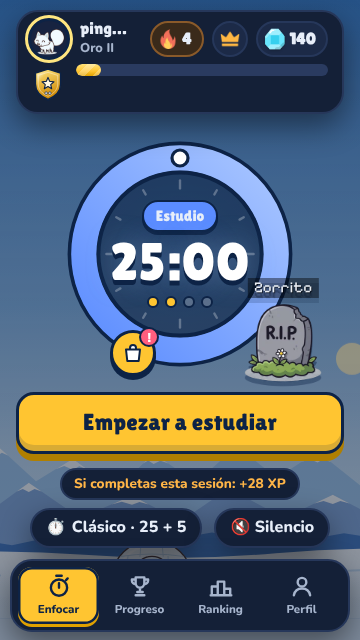 ping...
Oro II
4
140
Estudio
25:00
Zorrito
R.I.P.
!
Empezar a estudiar
Si completas esta sesión: +28 XP
Clásico · 25 + 5
Silencio
Enfocar
Progreso
Ranking
Perfil